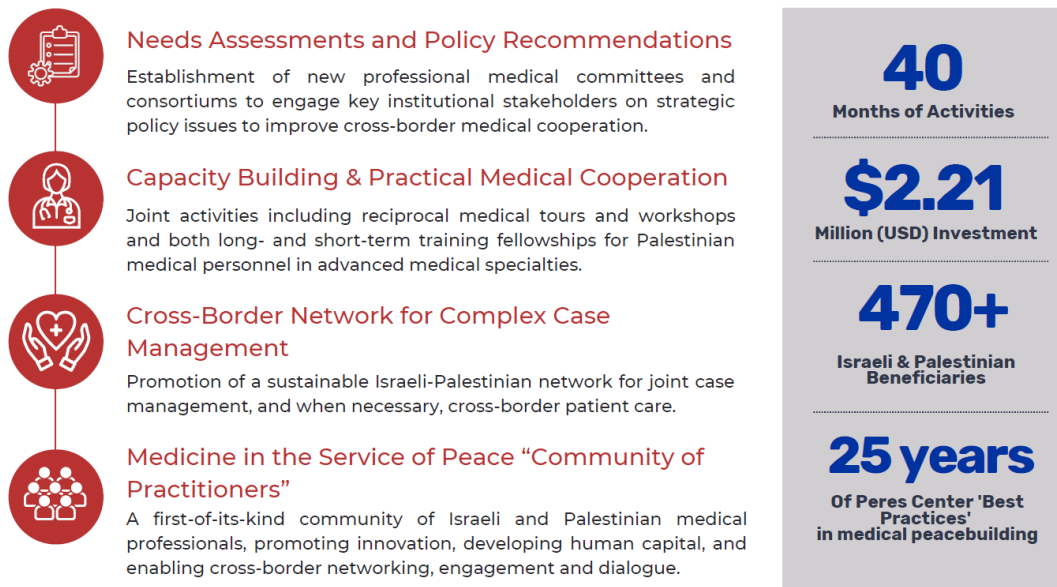 Needs Assessments and Policy Recommendations
Establishment of new professional medical committees and
consortiums to engage key institutional stakeholders on strategic
policy issues to improve cross-border medical cooperation.
Capacity Building & Practical Medical Cooperation
Joint activities including reciprocal medical tours and workshops
and both long- and short-term training fellowships for Palestinian
medical personnel in advanced medical specialties.
Cross-Border Network for Complex Case
Management
Promotion of a sustainable Israeli-Palestinian network for joint case
management, and when necessary, cross-border patient care.
Medicine in the Service of Peace “Community of
Practitioners”
A first-of-its-kind community of Israeli and Palestinian medical
professionals, promoting innovation, developing human capital, and
enabling cross-border networking, engagement and dialogue.
40
Months of Activities
$2.21
Million (USD) Investment
470+
Israeli & Palestinian
Beneficiaries
25 years
Of Peres Center 'Best
Practices'
in medical peacebuilding